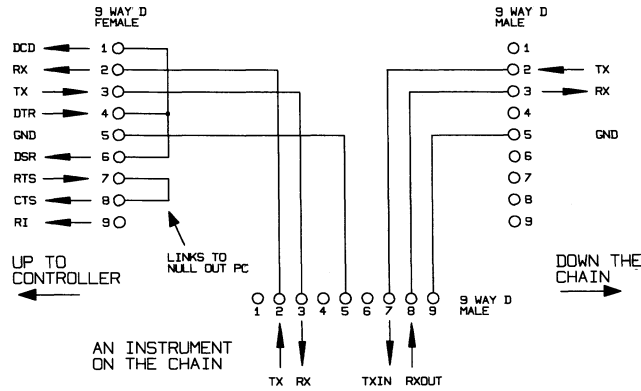 9 WAY D
FEMALE
9 WAY D
MALE
DCD 1 1
RX 2 2 TX
TX 3 3 RX
DTR 4 4
GND 5 5 GND
DSR 6 6
RTS 7 7
CTS 8 8
RI 9 9
LINKS TO
NULL OUT PC
UP TO
CONTROLLER
DOWN THE
CHAIN
1 2 3 4 5 6 7 8 9
9 WAY D
MALE
AN INSTRUMENT
ON THE CHAIN
TX RX TXIN RXOUT